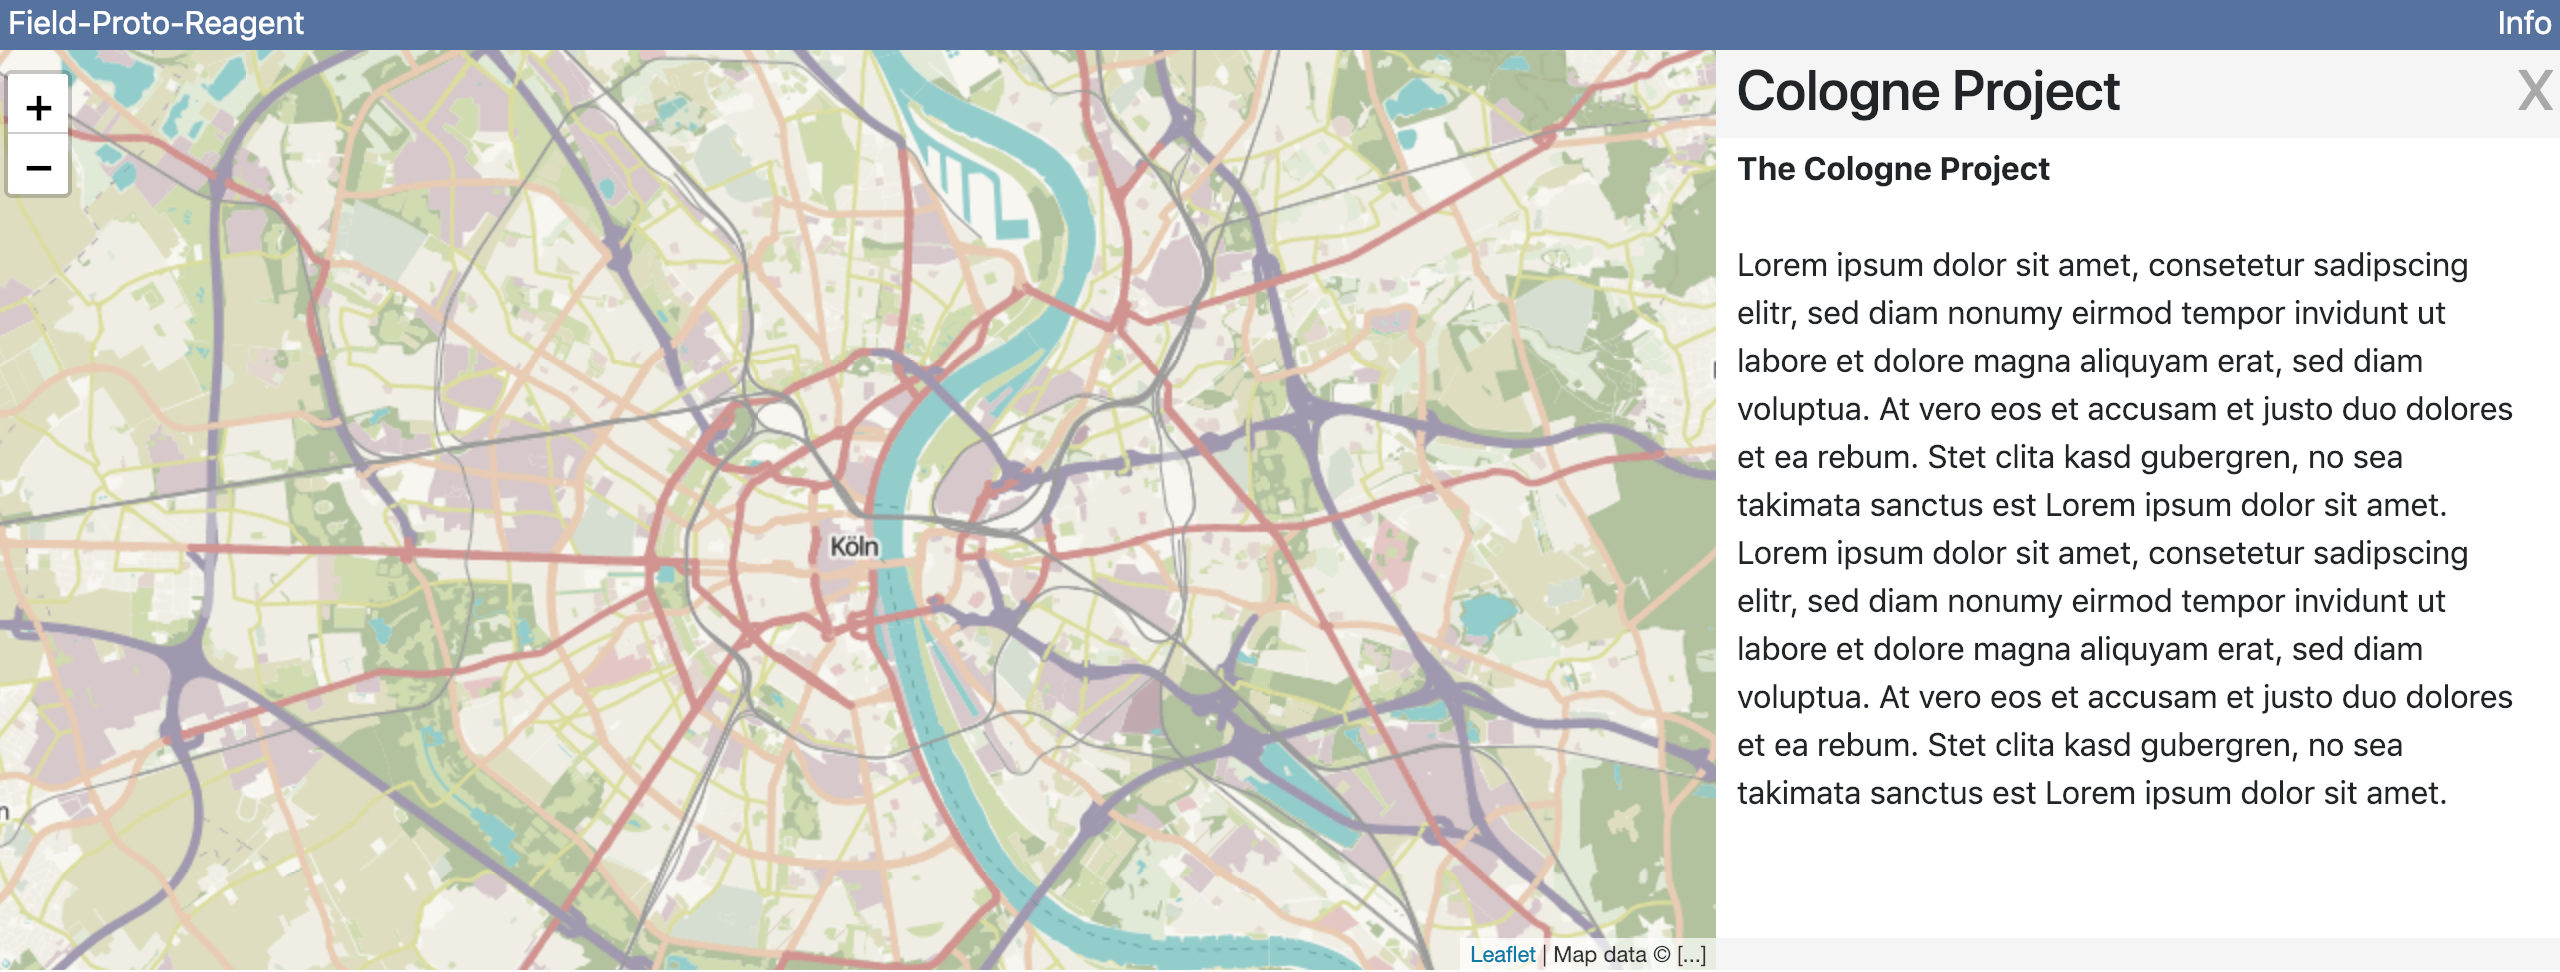 Field-Proto-Reagent
Info
+
−
Köln
n
Leaflet | Map data © [...]
Cologne Project
X
The Cologne Project
Lorem ipsum dolor sit amet, consetetur sadipscing
elitr, sed diam nonumy eirmod tempor invidunt ut
labore et dolore magna aliquyam erat, sed diam
voluptua. At vero eos et accusam et justo duo dolores
et ea rebum. Stet clita kasd gubergren, no sea
takimata sanctus est Lorem ipsum dolor sit amet.
Lorem ipsum dolor sit amet, consetetur sadipscing
elitr, sed diam nonumy eirmod tempor invidunt ut
labore et dolore magna aliquyam erat, sed diam
voluptua. At vero eos et accusam et justo duo dolores
et ea rebum. Stet clita kasd gubergren, no sea
takimata sanctus est Lorem ipsum dolor sit amet.